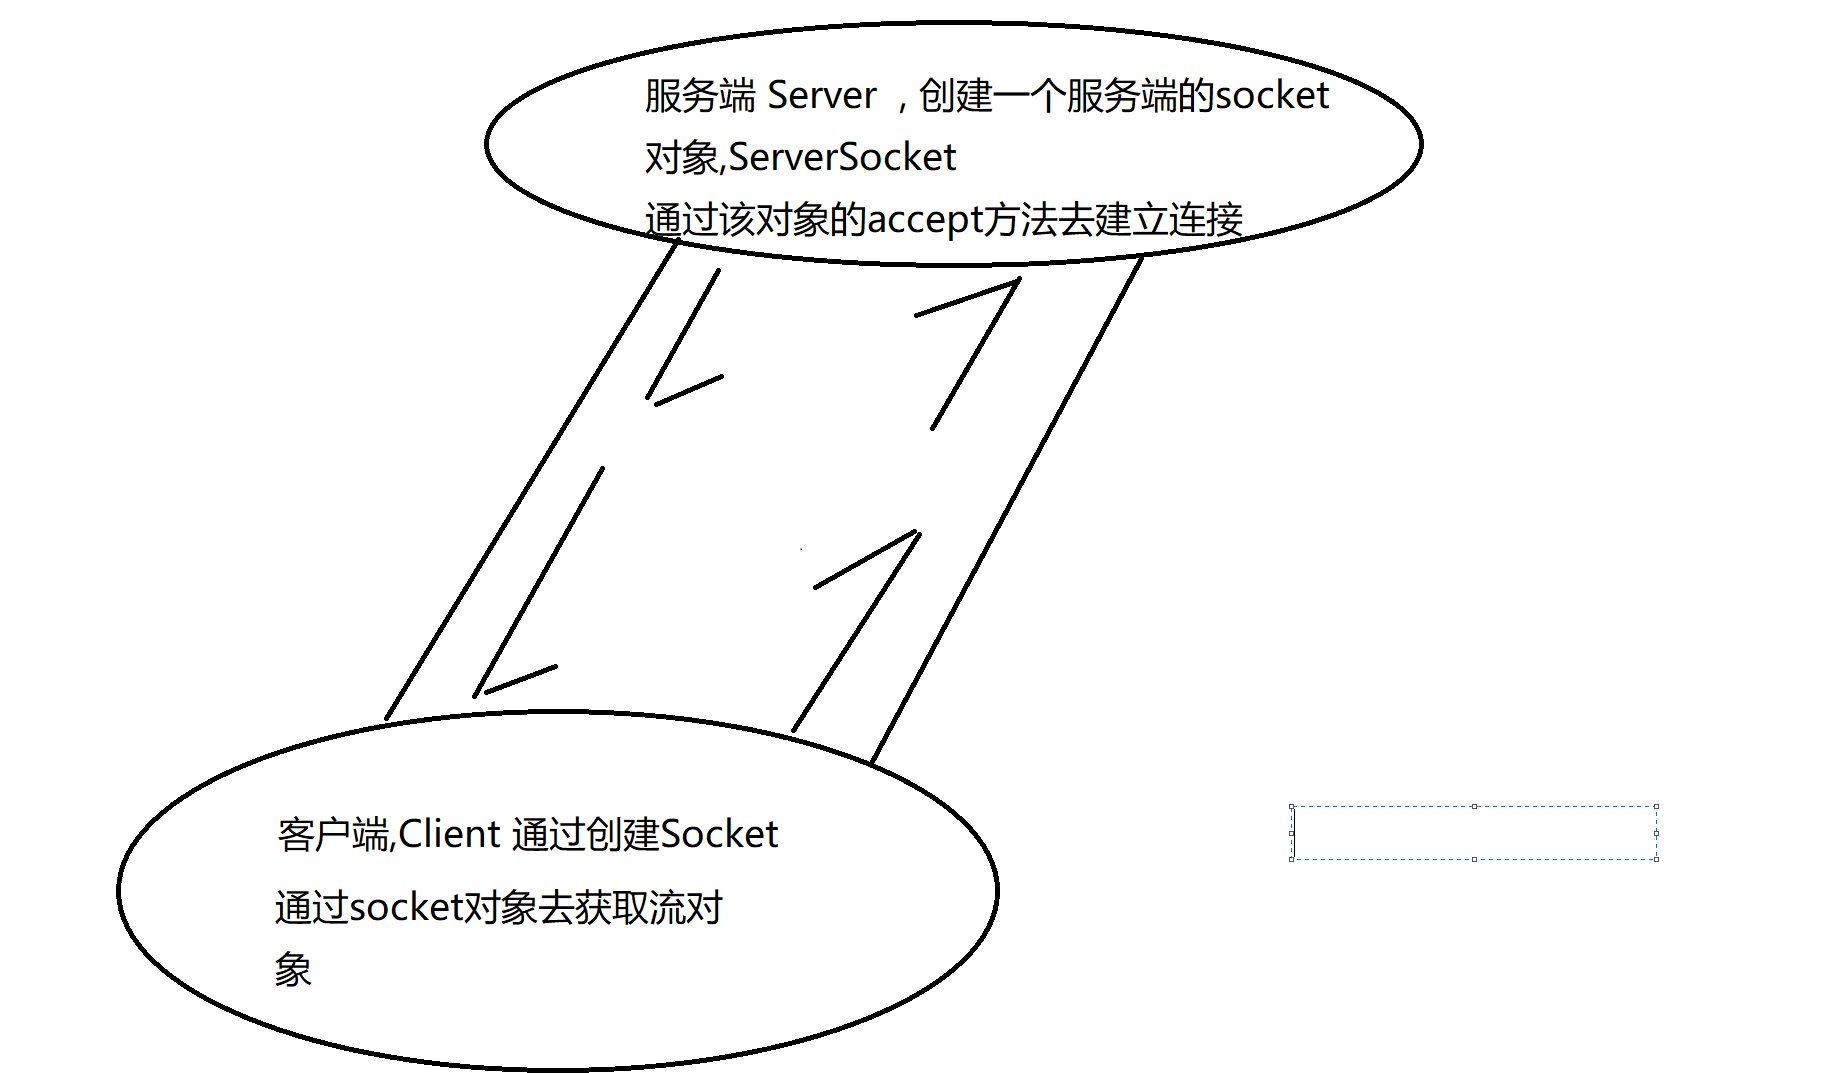 服务端 Server , 创建一个服务端的socket
对象,ServerSocket
通过该对象的accept方法去建立连接
客户端,Client 通过创建Socket
通过socket对象去获取流对
象